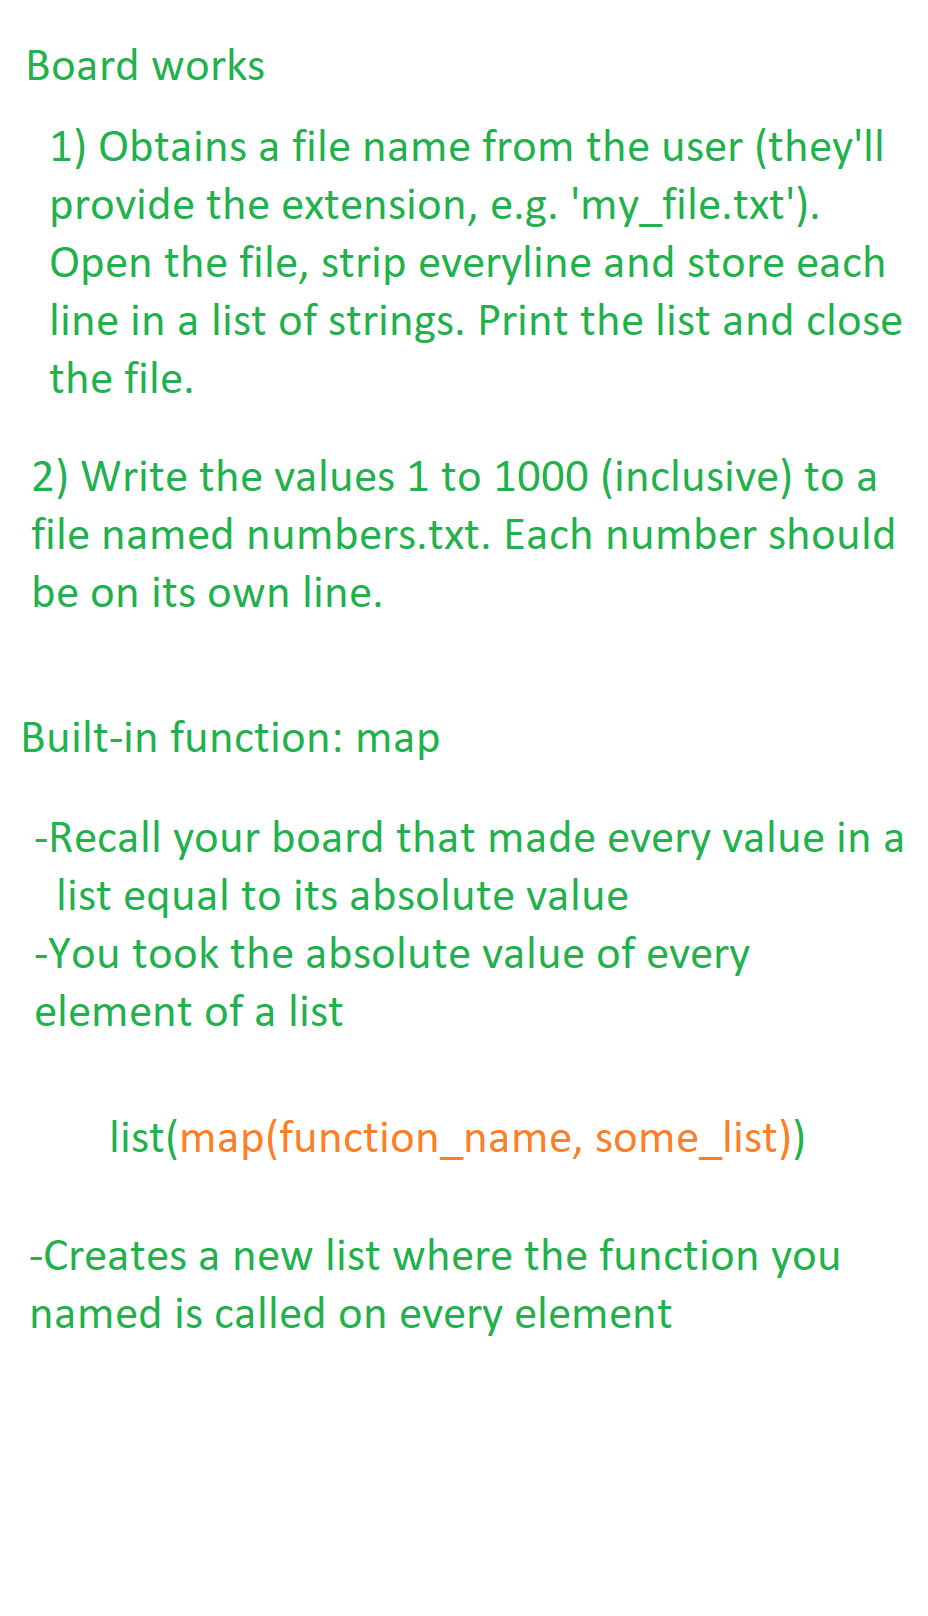 Board works
1) Obtains a file name from the user (they'll
provide the extension, e.g. 'my_file.txt').
Open the file, strip everyline and store each
line in a list of strings. Print the list and close
the file.
2) Write the values 1 to 1000 (inclusive) to a
file named numbers.txt. Each number should
be on its own line.
Built-in function: map
-Recall your board that made every value in a
list equal to its absolute value
-You took the absolute value of every
element of a list
list(map(function_name, some_list))
-Creates a new list where the function you
named is called on every element